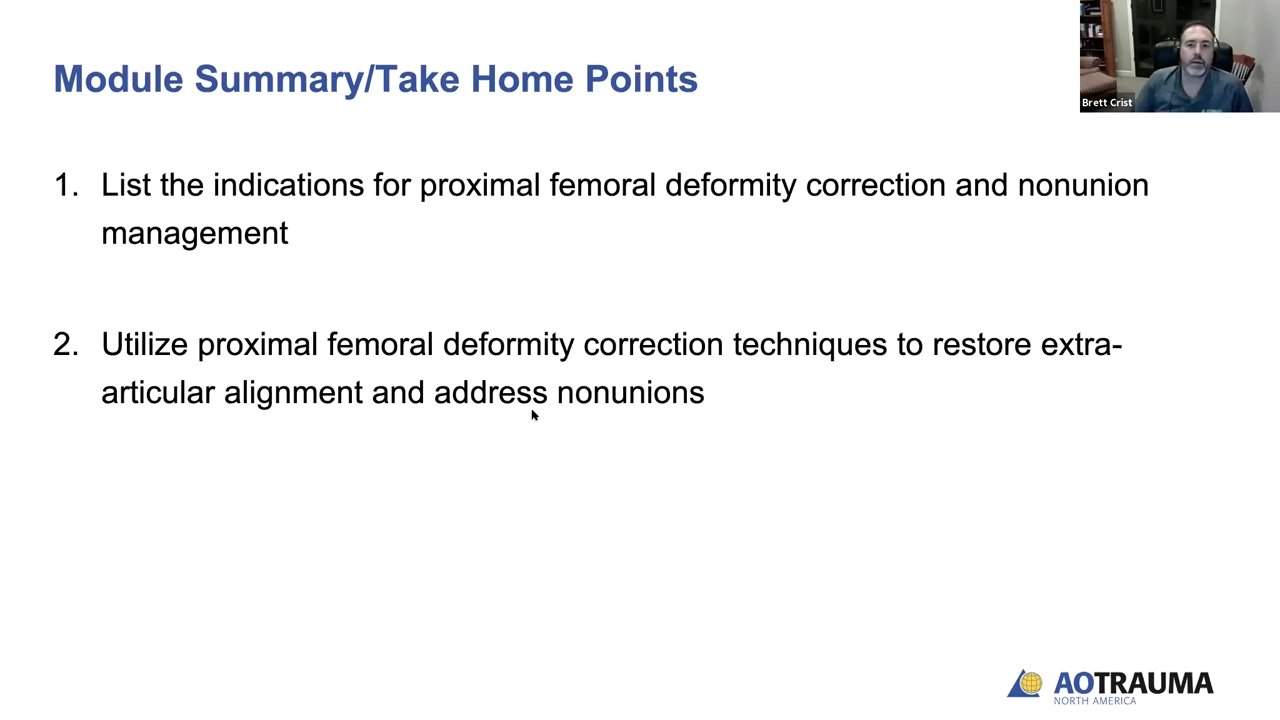 Module Summary/Take Home Points
Brett Crist
1. List the indications for proximal femoral deformity correction and nonunion
management
2. Utilize proximal femoral deformity correction techniques to restore extra-
articular alignment and address nonunions
AOTRAUMA
NORTH AMERICA